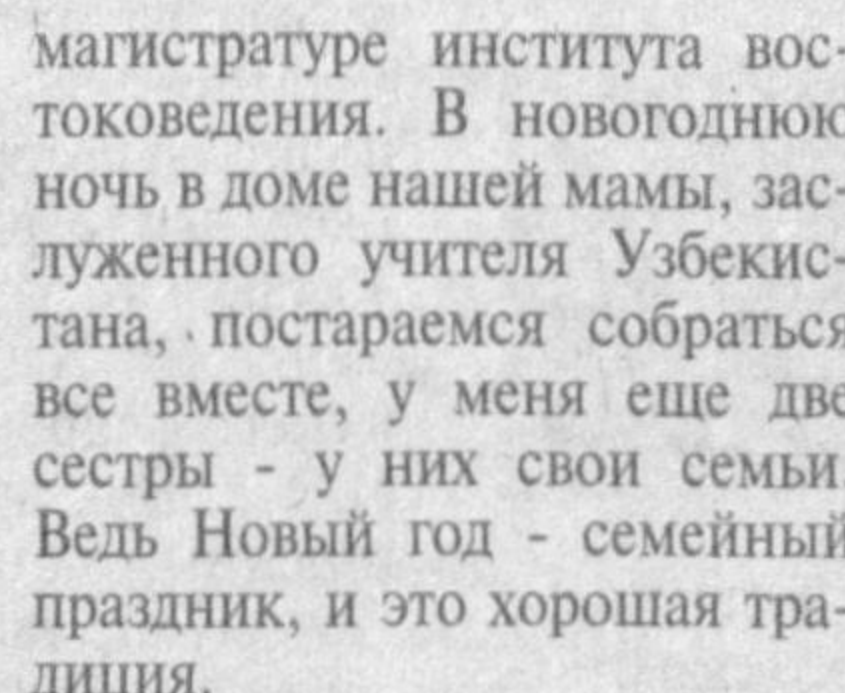 магистратуре института вос-
токоведения. В новогоднюю
ночь в доме нашей мамы, зас-
луженного учителя Узбекис-
тана, постараемся собраться
все вместе, у меня еще две
сестры - у них свои семьи.
Ведь Новый год - семейный
праздник, и это хорошая тра-
диция.